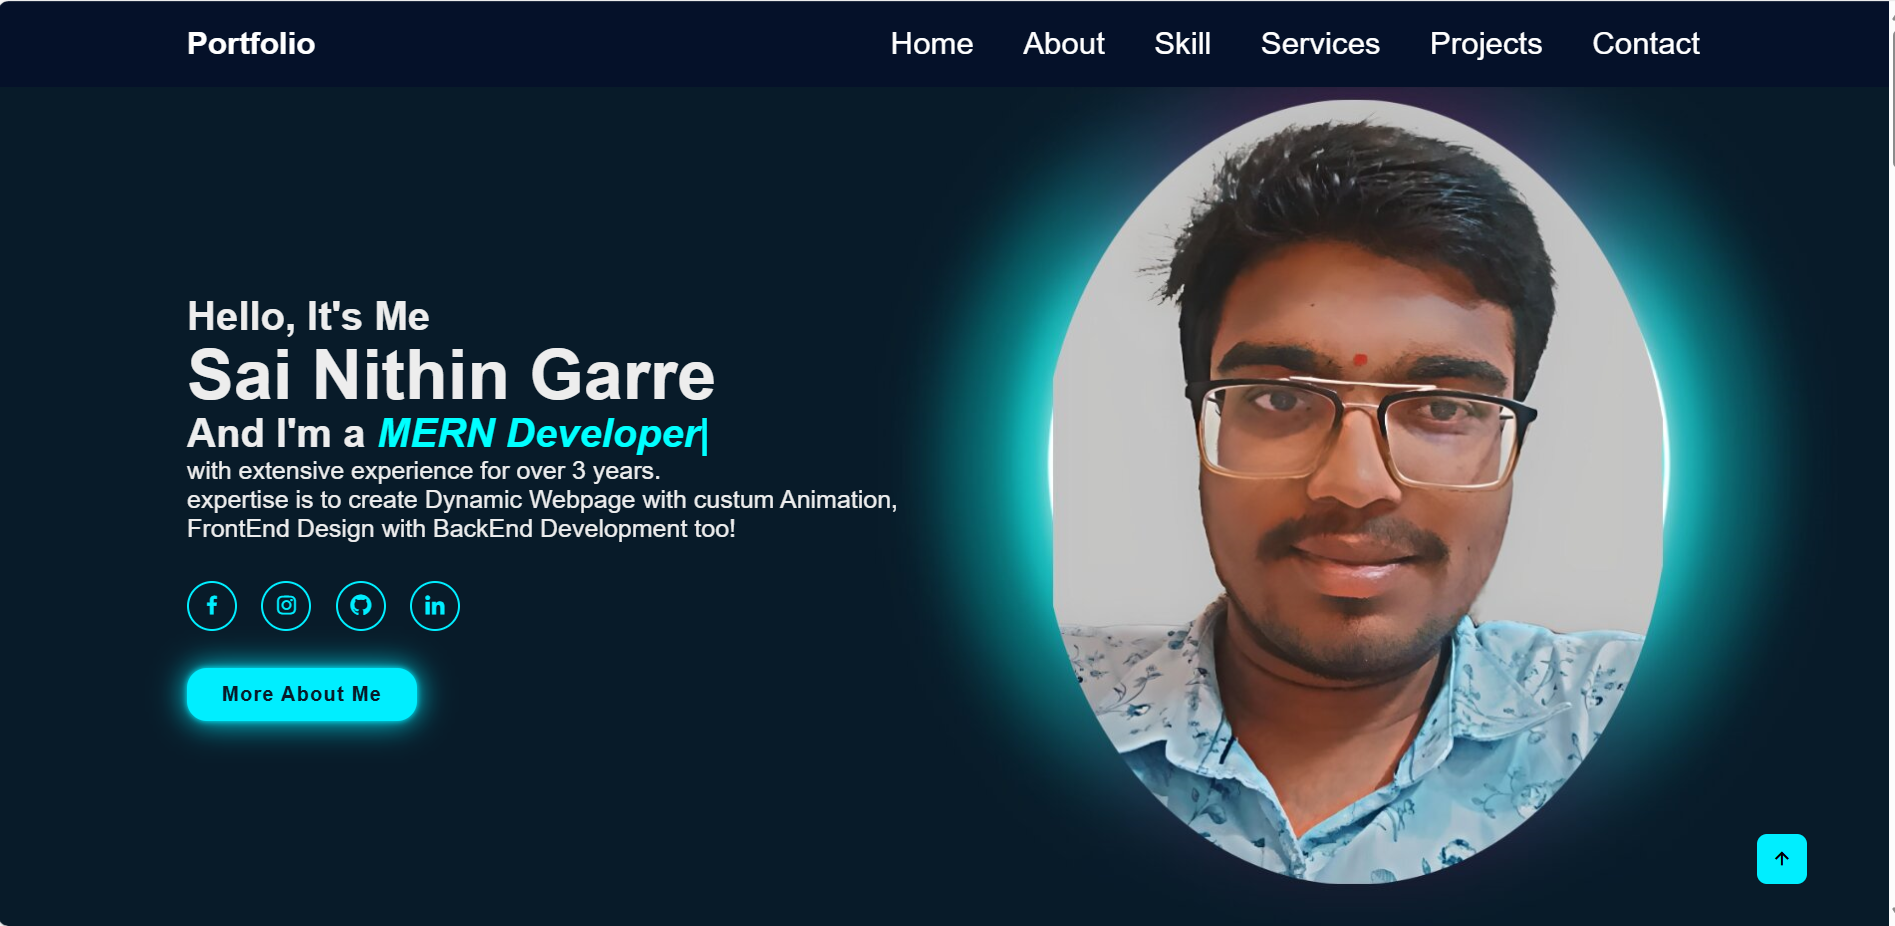 Portfolio
Home About Skill Services Projects Contact
Hello, It's Me
Sai Nithin Garre
And I'm a MERN Developer|
with extensive experience for over 3 years.
expertise is to create Dynamic Webpage with custum Animation,
FrontEnd Design with BackEnd Development too!
More About Me